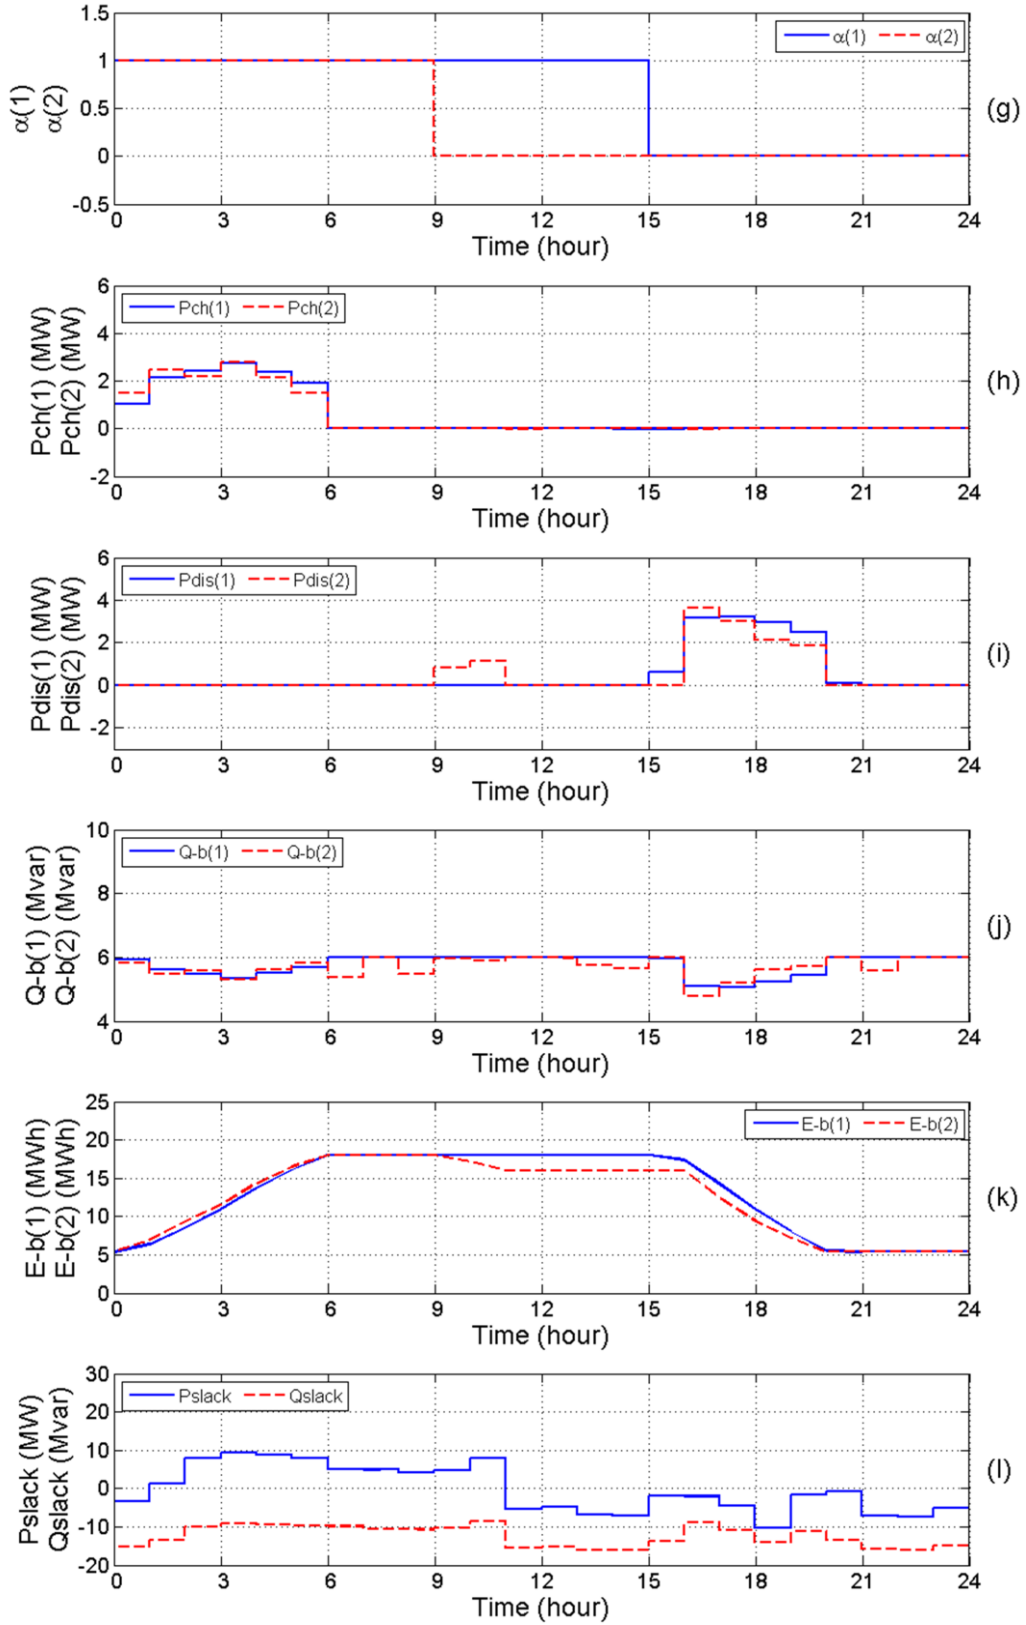 1.5
1
0.5
0
-0.5
α(1)
α(2)
α(1) α(2)
(g)
0 3 6 9 12 15 18 21 24
Time (hour)
6
4
2
0
-2
Pch(1) (MW)
Pch(2) (MW)
Pch(1) Pch(2)
(h)
0 3 6 9 12 15 18 21 24
Time (hour)
6
4
2
0
-2
Pdis(1) (MW)
Pdis(2) (MW)
Pdis(1) Pdis(2)
(i)
0 3 6 9 12 15 18 21 24
Time (hour)
10
8
6
4
Q-b(1) (Mvar)
Q-b(2) (Mvar)
Q-b(1) Q-b(2)
(j)
0 3 6 9 12 15 18 21 24
Time (hour)
25
20
15
10
5
0
E-b(1) (MWh)
E-b(2) (MWh)
E-b(1) E-b(2)
(k)
0 3 6 9 12 15 18 21 24
Time (hour)
30
20
10
0
-10
-20
Pslack (MW)
Qslack (Mvar)
Pslack Qslack
(l)
0 3 6 9 12 15 18 21 24
Time (hour)